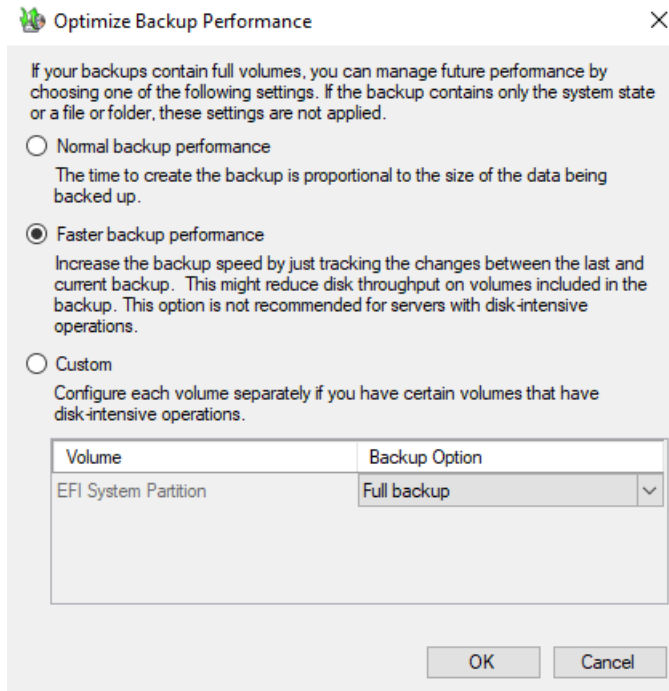 Optimize Backup Performance
If your backups contain full volumes, you can manage future performance by
choosing one of the following settings. If the backup contains only the system state
or a file or folder, these settings are not applied.
Normal backup performance
The time to create the backup is proportional to the size of the data being
backed up.
Faster backup performance
Increase the backup speed by just tracking the changes between the last and
current backup.  This might reduce disk throughput on volumes included in the
backup. This option is not recommended for servers with disk-intensive
operations.
Custom
Configure each volume separately if you have certain volumes that have
disk-intensive operations.
Volume Backup Option
EFI System Partition Full backup
OK Cancel